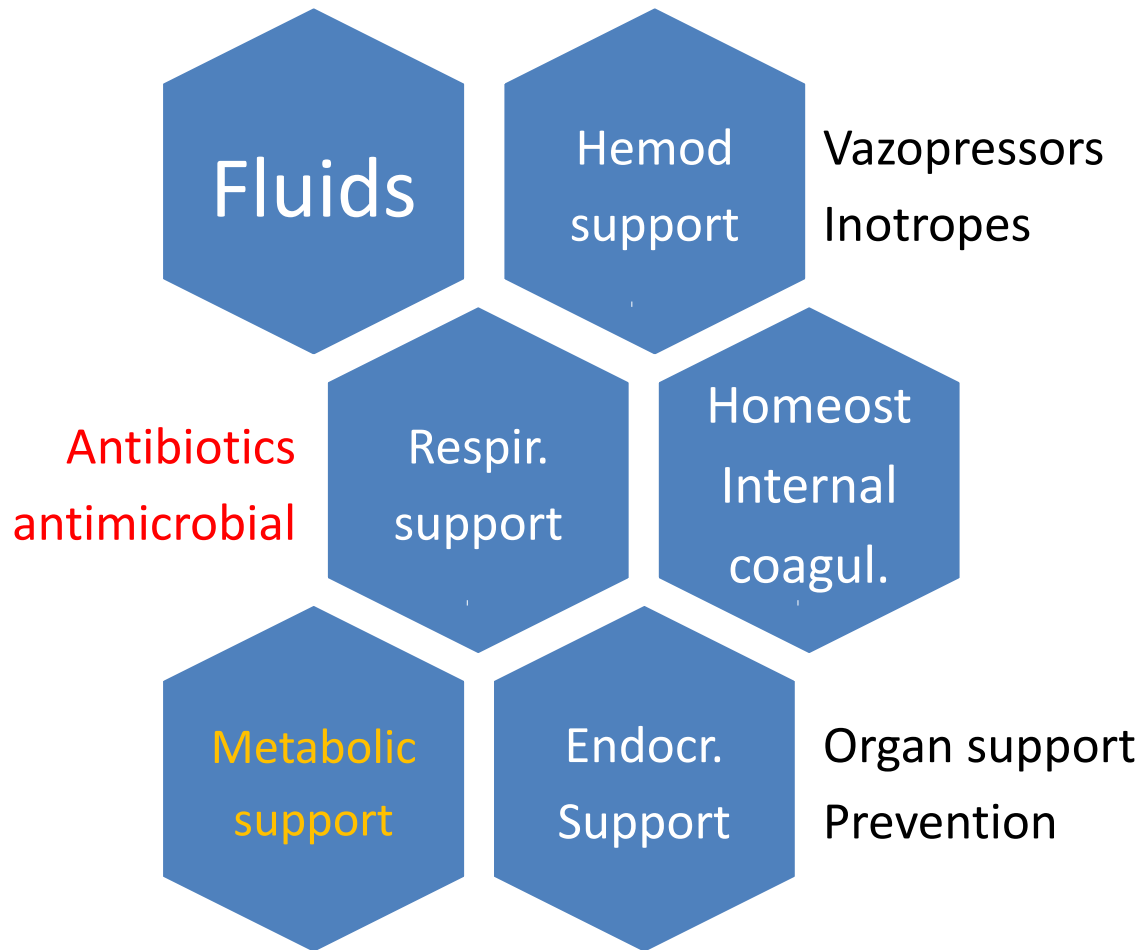 Fluids
Hemod
support
Vazopressors
Inotropes
Antibiotics
antimicrobial
Respir.
support
Homeost
Internal
coagul.
Metabolic
support
Endocr.
Support
Organ support
Prevention